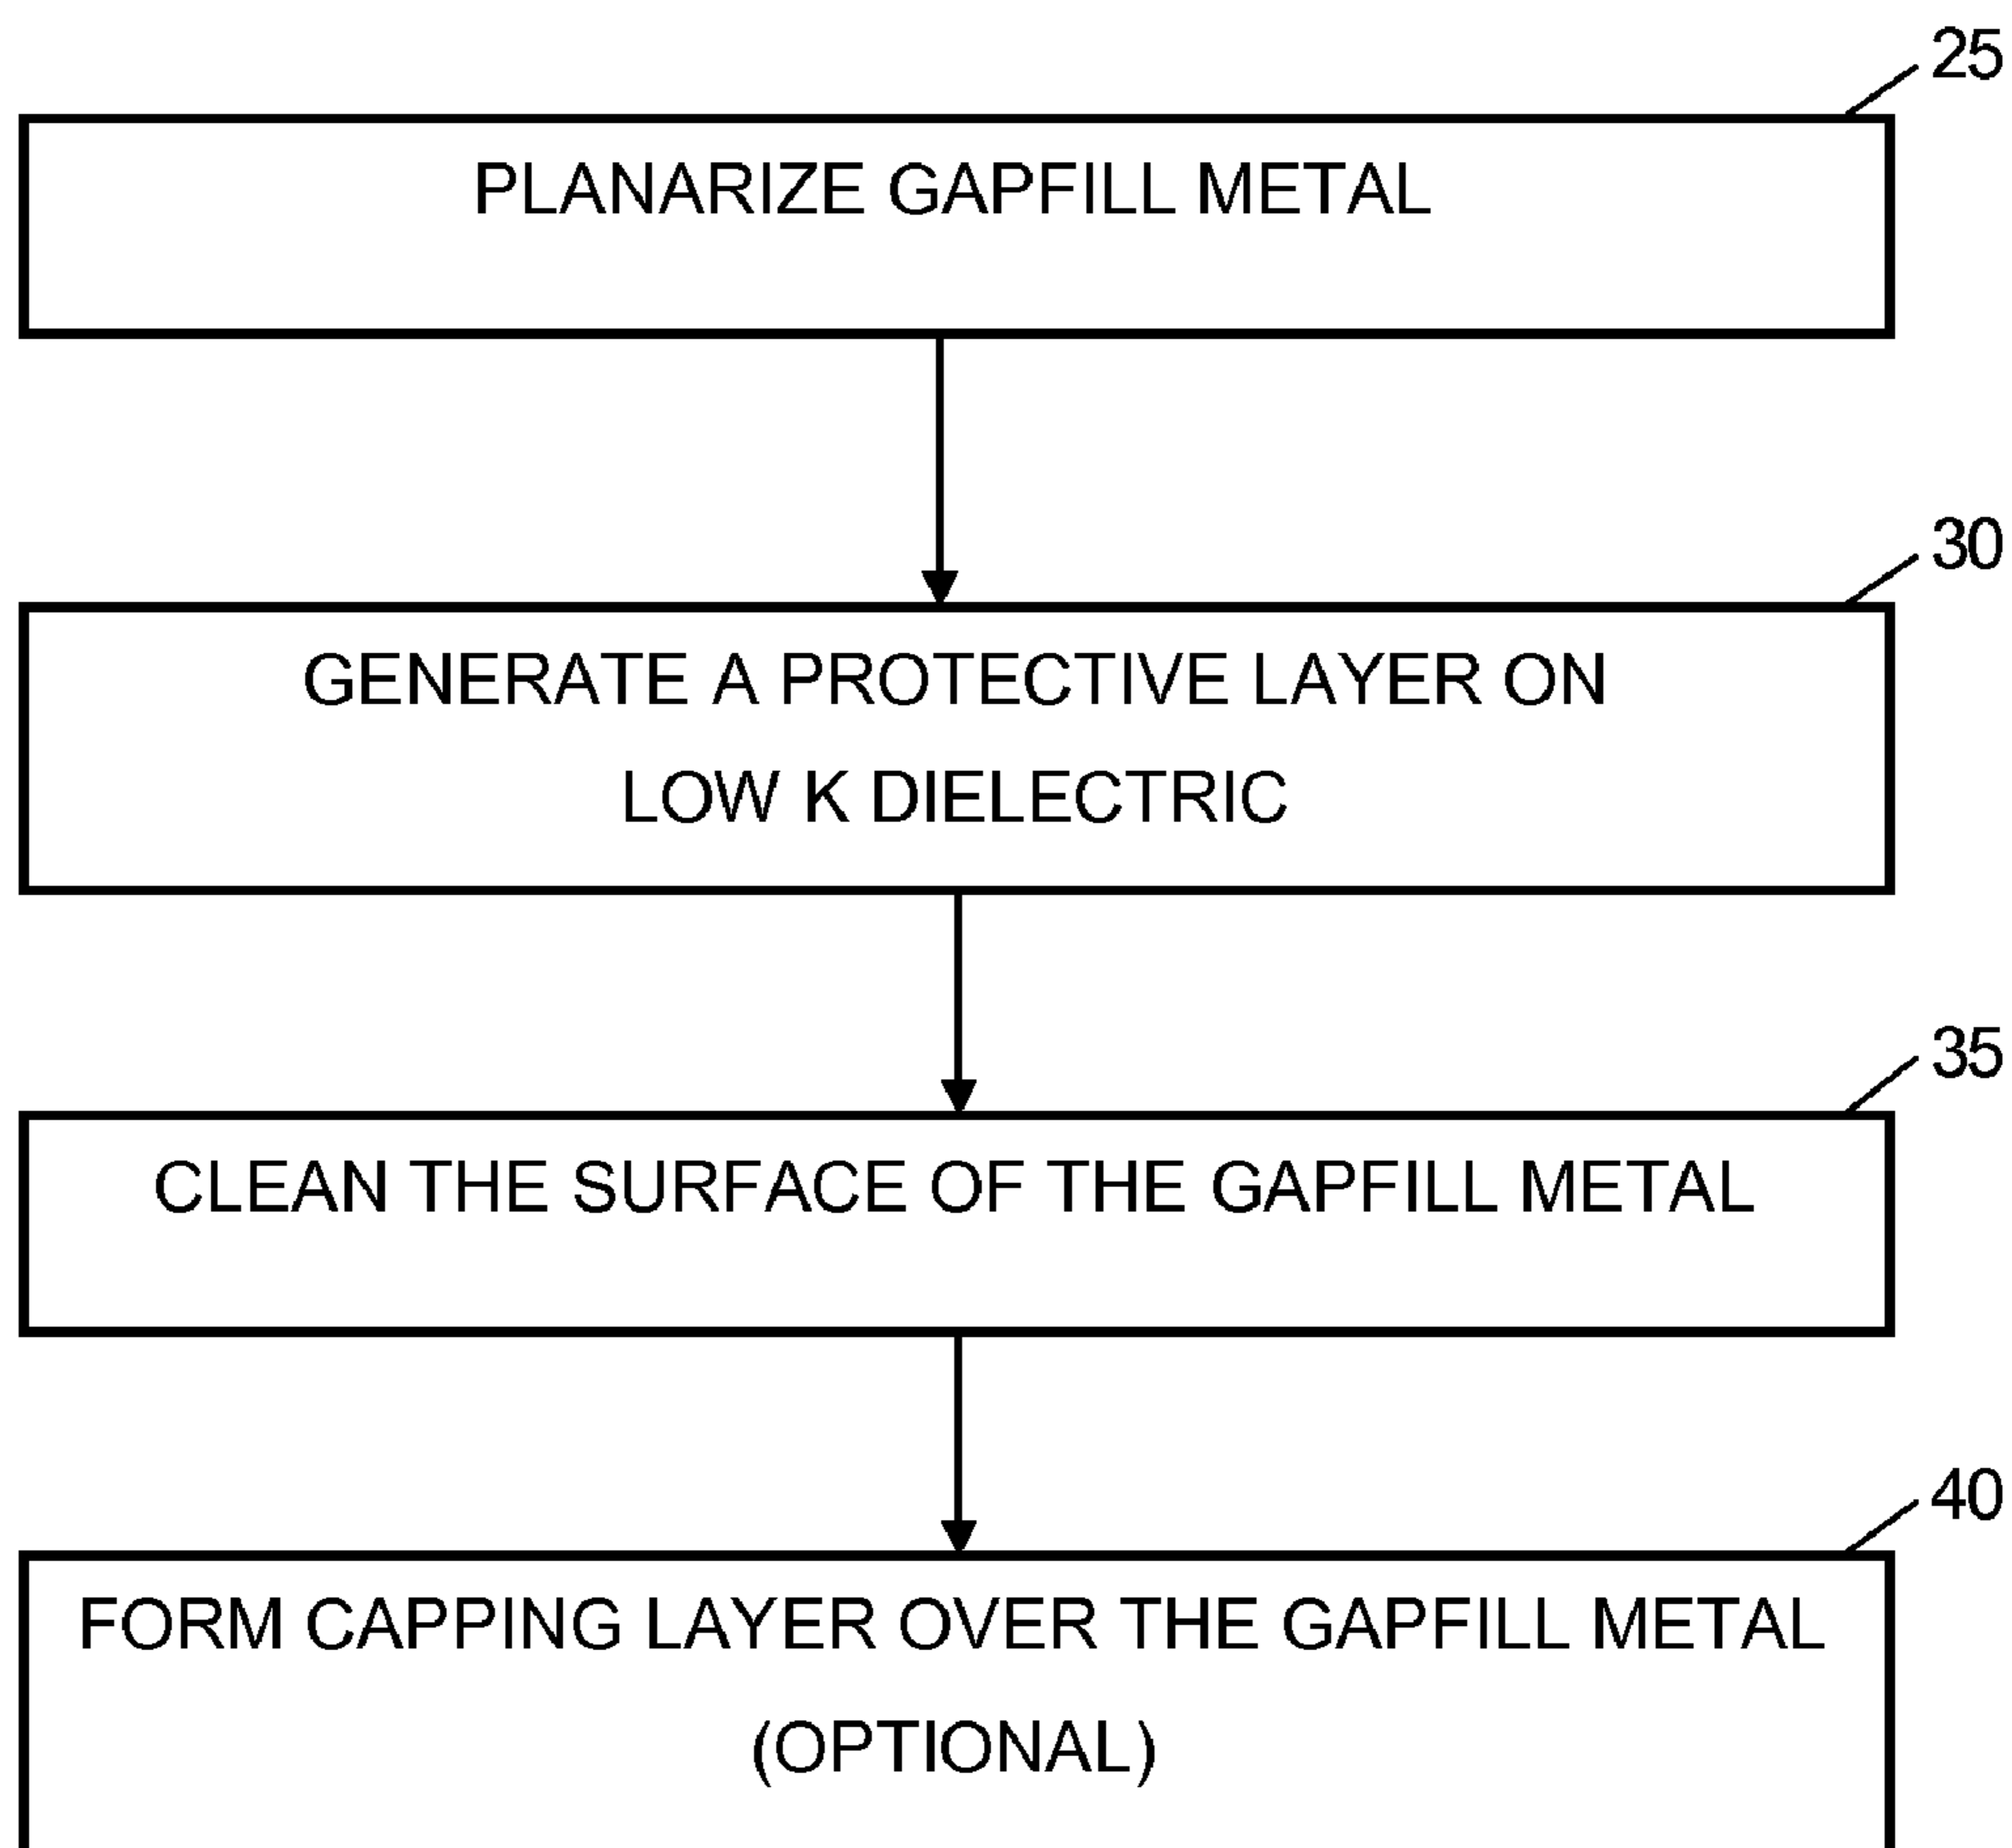 25
PLANARIZE GAPFILL METAL
30
GENERATE A PROTECTIVE LAYER ON
LOW K DIELECTRIC
35
CLEAN THE SURFACE OF THE GAPFILL METAL
40
FORM CAPPING LAYER OVER THE GAPFILL METAL
(OPTIONAL)